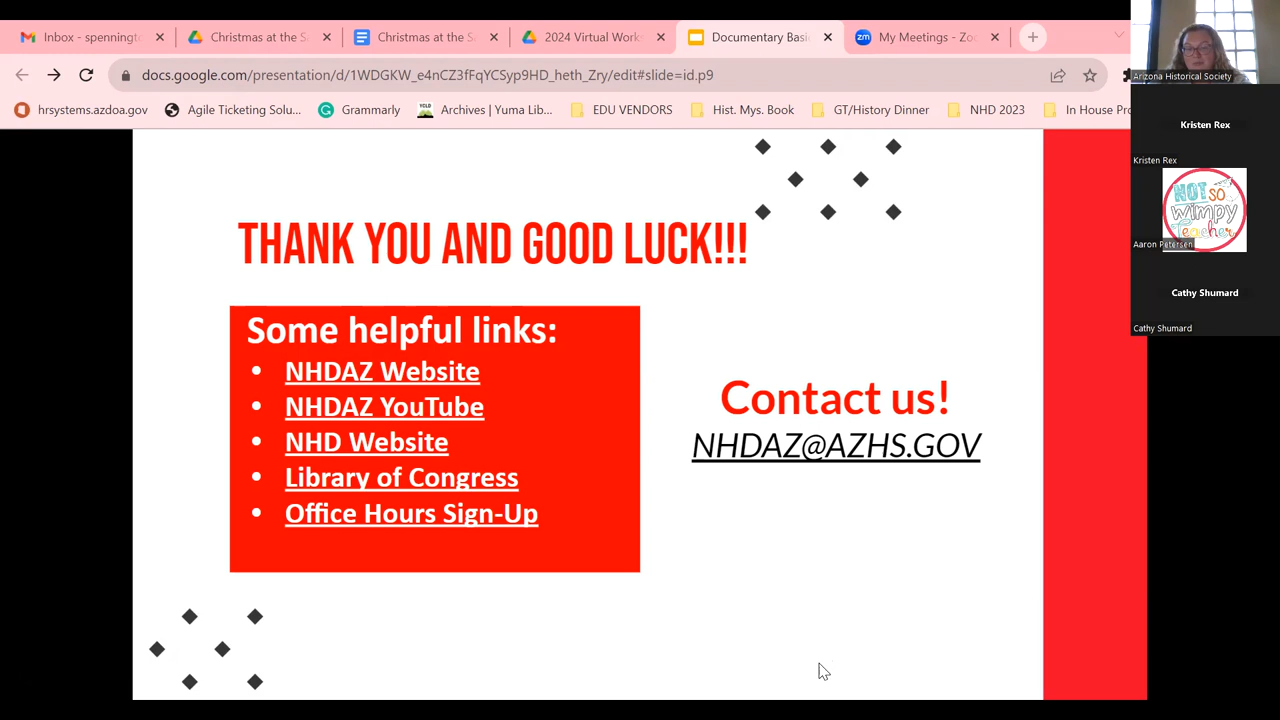 Inbox - spenningt
Christmas at the S
Christmas at the S
2024 Virtual Work
Documentary Basi
zm
My Meetings - Zoo
docs.google.com/presentation/d/1WDGKW_e4nCZ3fFqYCSyp9HD_heth_Zry/edit#slide=id.p9
hrsystems.azdoa.gov
Agile Ticketing Solu...
Grammarly
YCLD
Archives | Yuma Lib...
EDU VENDORS
Hist. Mys. Book
GT/History Dinner
NHD 2023
In House Pro
THANK YOU AND GOOD LUCK!!!
Some helpful links:
• NHDAZ Website
• NHDAZ YouTube
• NHD Website
• Library of Congress
• Office Hours Sign-Up
Contact us!
NHDAZ@AZHS.GOV
Arizona Historical Society
Kristen Rex
Kristen Rex
NOT SO
wimpy
Teacher
Aaron Petersen
Cathy Shumard
Cathy Shumard